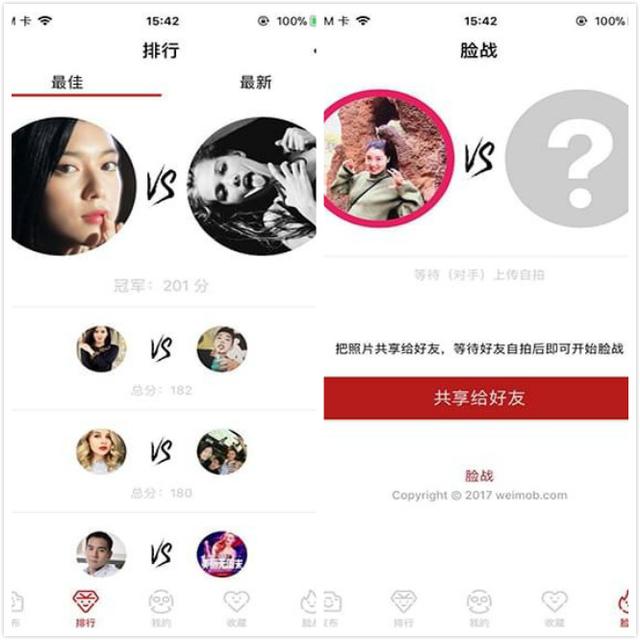 M 卡
15:42
100%
排行
最佳
最新
VS
冠军：201 分
VS
总分：182
VS
总分：180
VS
布
排行
我的
收藏
M 卡
15:42
100%
脸战
VS
?
等待（对手）上传自拍
把照片共享给好友，等待好友自拍后即可开始脸战
共享给好友
脸战
Copyright © 2017 weimob.com
发布
排行
我的
收藏